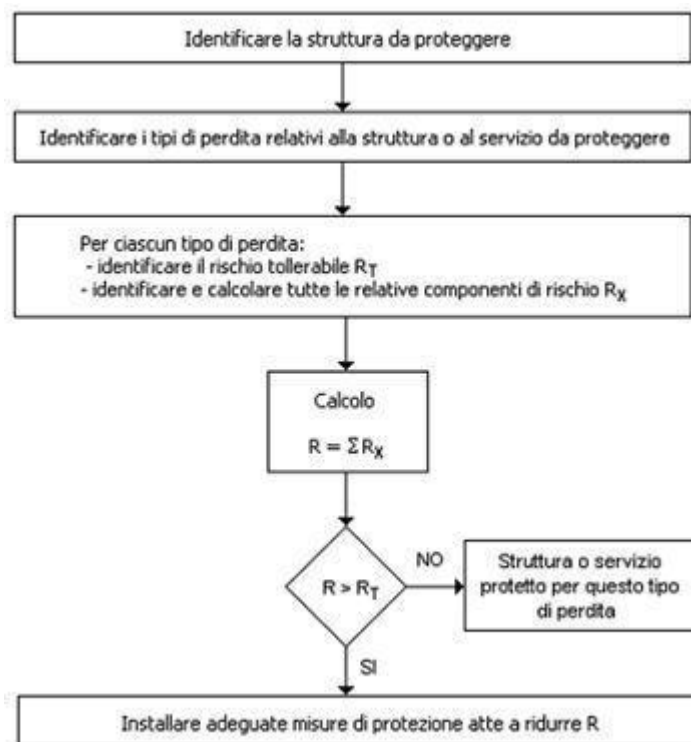 Identificare la struttura da proteggere
Identificare i tipi di perdita relativi alla struttura o al servizio da proteggere
Per ciascun tipo di perdita:
- identificare il rischio tollerabile RT
- identificare e calcolare tutte le relative componenti di rischio RX
Calcolo
R = ΣRX
R > RT
NO
Struttura o servizio
protetto per questo tipo
di perdita
SI
Installare adeguate misure di protezione atte a ridurre R